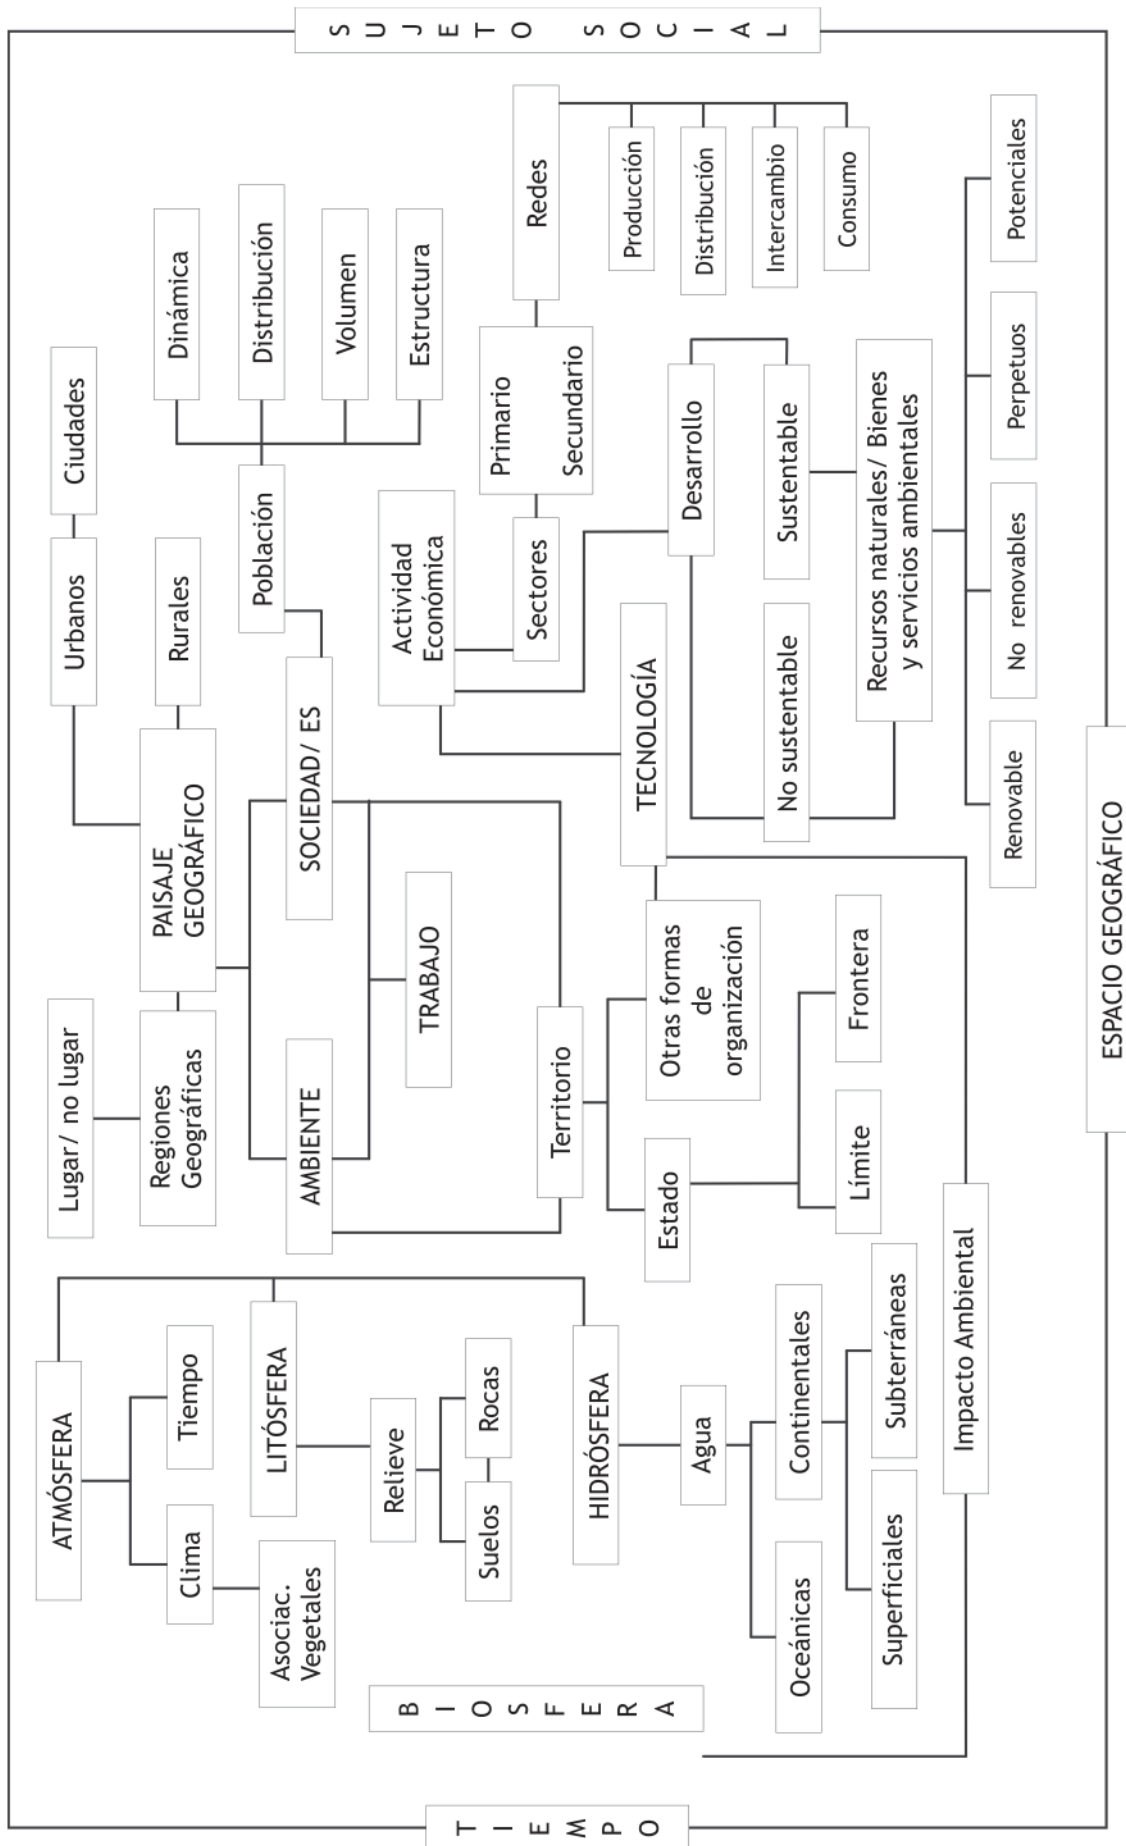 TIEMPO
SUJETO SOCIAL
ESPACIO GEOGRÁFICO
BIOSFERA
ATMÓSFERA
Clima
Tiempo
Asociac.
Vegetales
LITÓSFERA
Relieve
Suelos
Rocas
HIDRÓSFERA
Agua
Oceánicas
Continentales
Superficiales
Subterráneas
Impacto Ambiental
Lugar/ no lugar
Regiones
Geográficas
PAISAJE
GEOGRÁFICO
Urbanos
Ciudades
Rurales
AMBIENTE
SOCIEDAD/ ES
TRABAJO
Población
Dinámica
Distribución
Volumen
Estructura
Territorio
Estado
Otras formas
de
organización
Límite
Frontera
TECNOLOGÍA
Actividad
Económica
Sectores
Primario
Secundario
Redes
Producción
Distribución
Intercambio
Consumo
Desarrollo
No sustentable
Sustentable
Recursos naturales/ Bienes
y servicios ambientales
Renovable
No renovables
Perpetuos
Potenciales